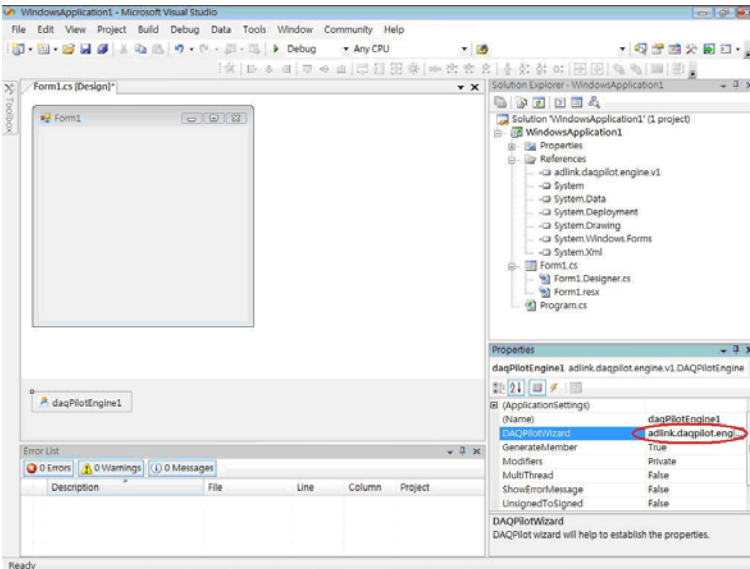 WindowsApplication1 - Microsoft Visual Studio
File Edit View Project Build Debug Data Tools Window Community Help
Debug Any CPU
Toolbox
Form1.cs [Design]*
Form1
daqPilotEngine1
Error List
0 Errors 0 Warnings 0 Messages
Description File Line Column Project
Solution Explorer - WindowsApplication1
Solution 'WindowsApplication1' (1 project)
WindowsApplication1
Properties
References
adlink.daqpilot.engine.v1
System
System.Data
System.Deployment
System.Drawing
System.Windows.Forms
System.Xml
Form1.cs
Form1.Designer.cs
Form1.resx
Program.cs
Properties
daqPilotEngine1 adlink.daqpilot.engine.v1.DAQPilotEngine
(ApplicationSettings)
(Name) daqPilotEngine1
DAQPilotWizard adlink.daqpilot.eng ...
GenerateMember True
Modifiers Private
MultiThread False
ShowErrorMessage False
UnsignedToSigned False
DAQPilotWizard
DAQPilot wizard will help to establish the properties.
Ready